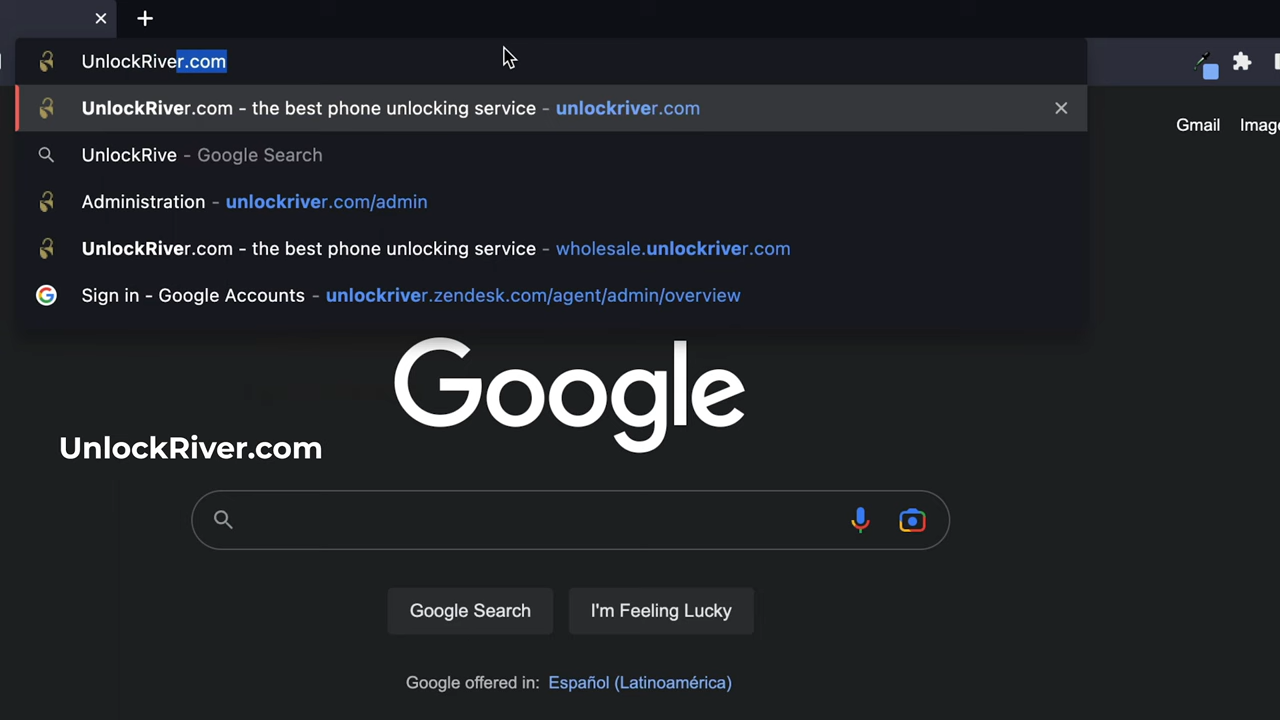 UnlockRiver.com
UnlockRiver.com - the best phone unlocking service - unlockriver.com
UnlockRive - Google Search
Administration - unlockriver.com/admin
UnlockRiver.com - the best phone unlocking service - wholesale.unlockriver.com
Sign in - Google Accounts - unlockriver.zendesk.com/agent/admin/overview
Gmail
Google
UnlockRiver.com
Google Search
I'm Feeling Lucky
Google offered in: Español (Latinoamérica)